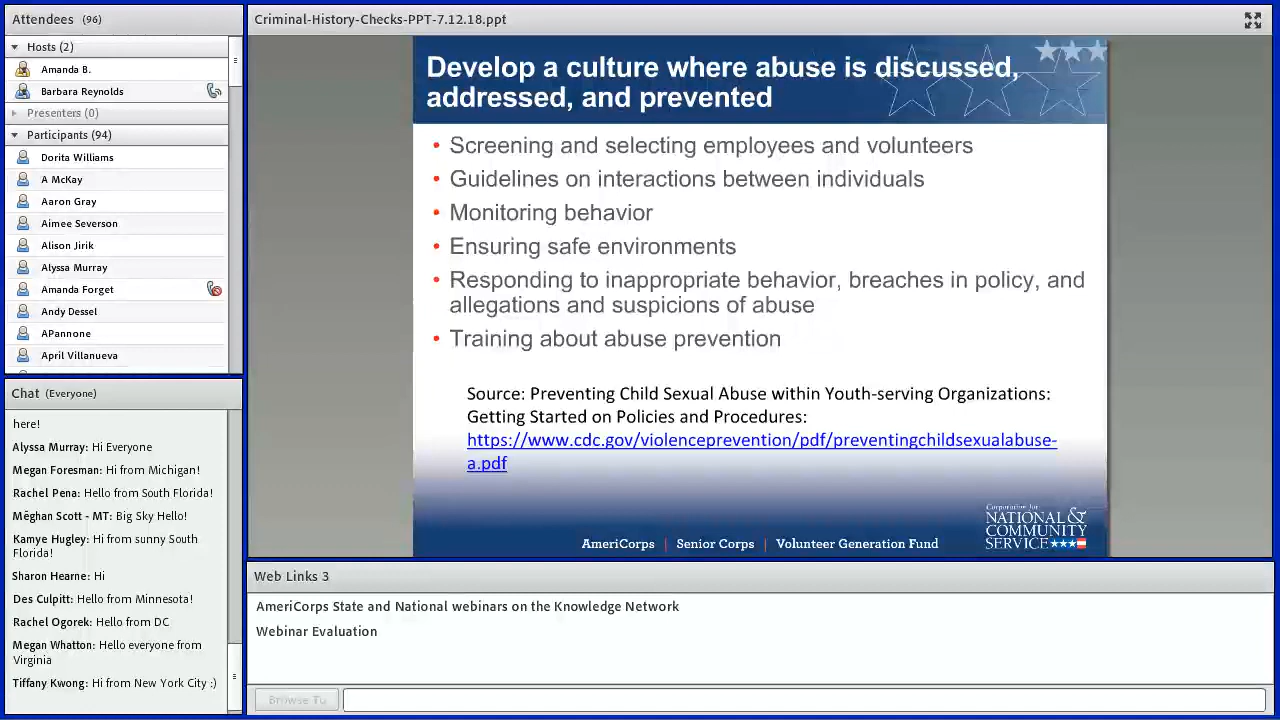 Attendees (96)
Hosts (2)
Amanda B.
Barbara Reynolds
Presenters (0)
Participants (94)
Dorita Williams
A McKay
Aaron Gray
Aimee Severson
Alison Jirik
Alyssa Murray
Amanda Forget
Andy Dessel
APannone
April Villanueva
Chat (Everyone)
here!
Alyssa Murray: Hi Everyone
Megan Foresman: Hi from Michigan!
Rachel Pena: Hello from South Florida!
Mëghan Scott - MT: Big Sky Hello!
Kamye Hugley: Hi from sunny South
Florida!
Sharon Hearne: Hi
Des Culpitt: Hello from Minnesota!
Rachel Ogorek: Hello from DC
Megan Whatton: Hello everyone from
Virginia
Tiffany Kwong: Hi from New York City :)
Criminal-History-Checks-PPT-7.12.18.ppt
Develop a culture where abuse is discussed,
addressed, and prevented
• Screening and selecting employees and volunteers
• Guidelines on interactions between individuals
• Monitoring behavior
• Ensuring safe environments
• Responding to inappropriate behavior, breaches in policy, and
allegations and suspicions of abuse
• Training about abuse prevention
Source: Preventing Child Sexual Abuse within Youth-serving Organizations:
Getting Started on Policies and Procedures:
https://www.cdc.gov/violenceprevention/pdf/preventingchildsexualabuse-
a.pdf
Corporation for
NATIONAL &
COMMUNITY
SERVICE
AmeriCorps | Senior Corps | Volunteer Generation Fund
Web Links 3
AmeriCorps State and National webinars on the Knowledge Network
Webinar Evaluation
Browse To